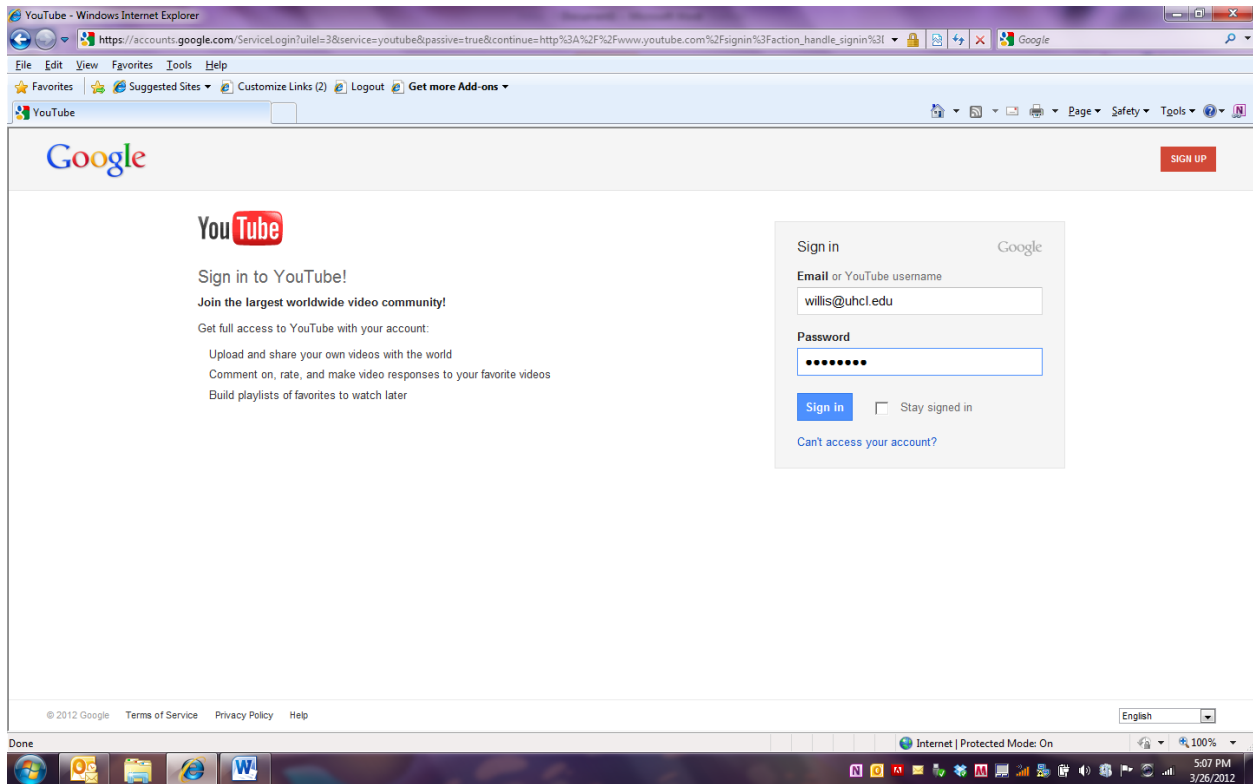 YouTube - Windows Internet Explorer
https://accounts.google.com/ServiceLogin?uilel=3&service=youtube&passive=true&continue=http%3A%2F%2Fwww.youtube.com%2Fsignin%3Faction_handle_signin%3
Google
File Edit View Favorites Tools Help
Favorites Suggested Sites Customize Links (2) Logout Get more Add-ons
YouTube
Page Safety Tools
Google
SIGN UP
YouTube
Sign in to YouTube!
Join the largest worldwide video community!
Get full access to YouTube with your account:
Upload and share your own videos with the world
Comment on, rate, and make video responses to your favorite videos
Build playlists of favorites to watch later
Sign in Google
Email or YouTube username
willis@uhcl.edu
Password
••••••••
Sign in Stay signed in
Can't access your account?
© 2012 Google Terms of Service Privacy Policy Help
English
Done
Internet | Protected Mode: On
100%
5:07 PM
3/26/2012